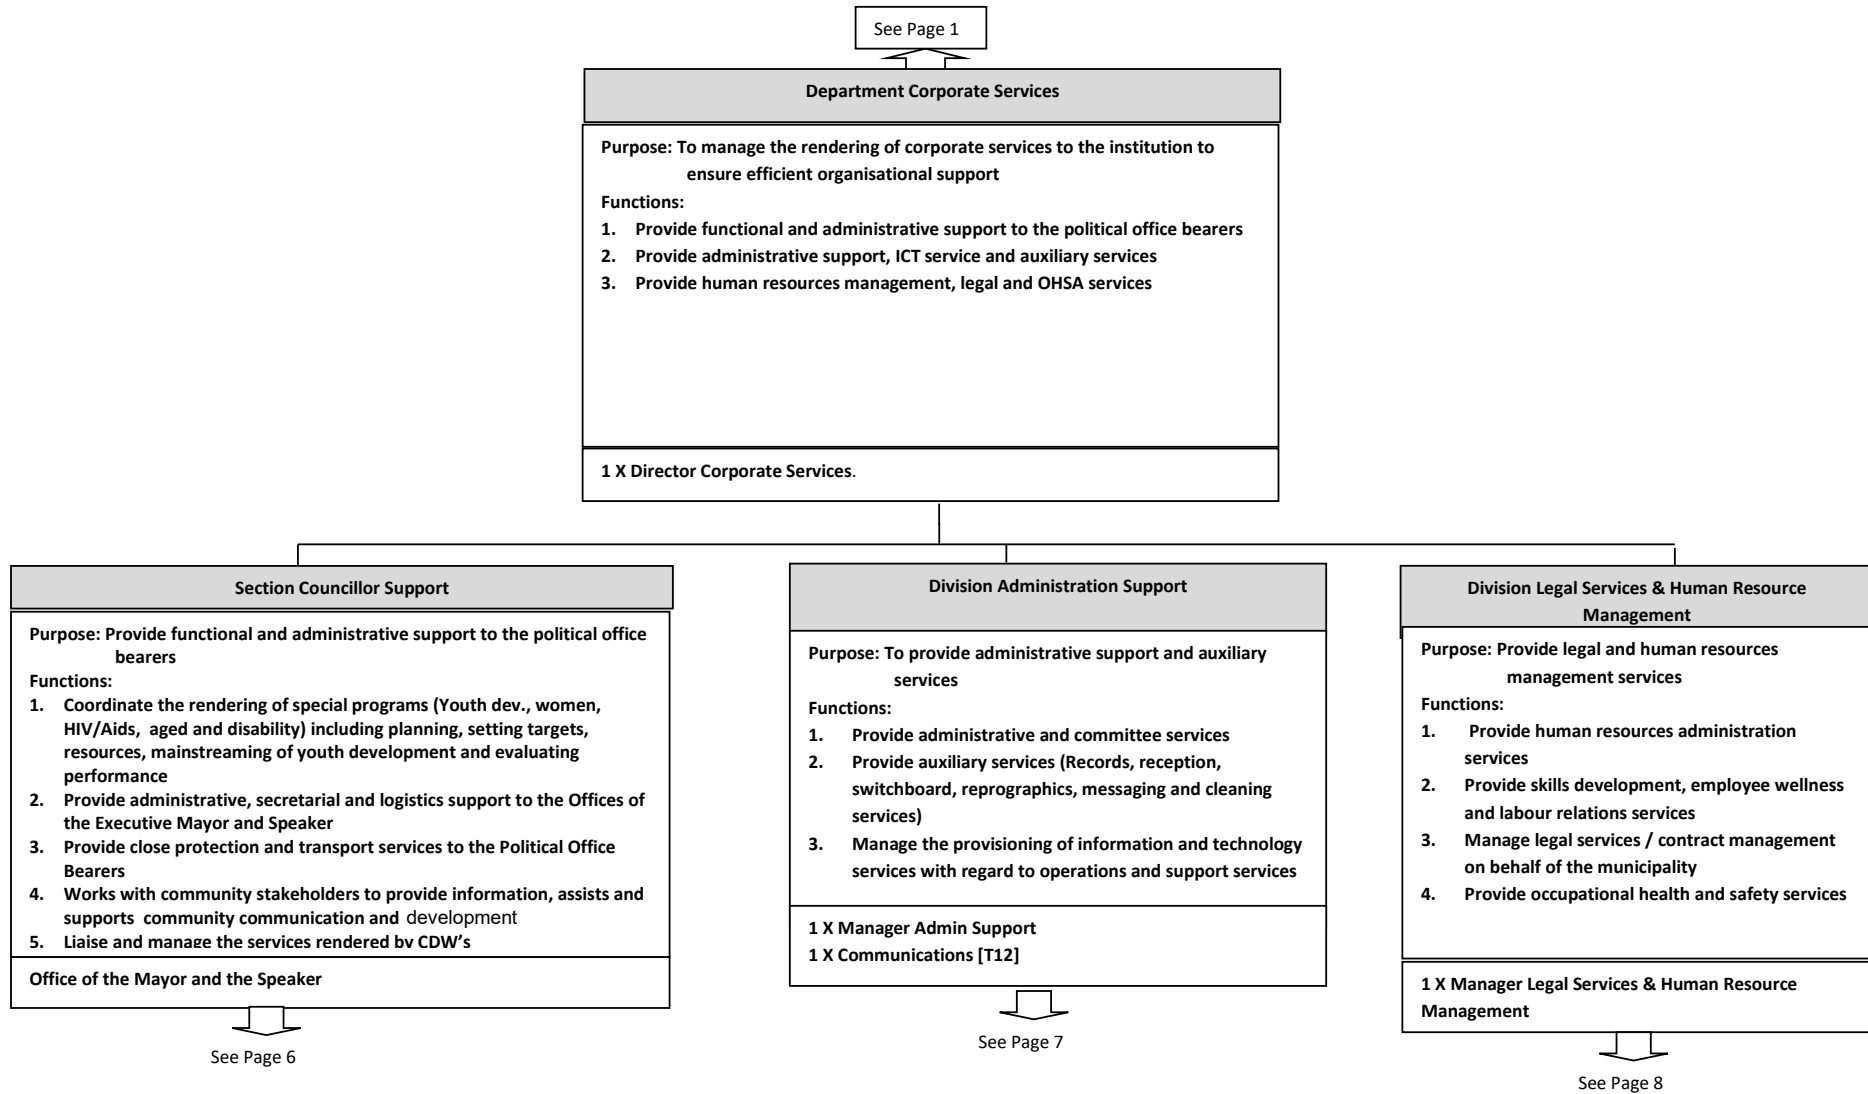 See Page 1
Department Corporate Services
Purpose: To manage the rendering of corporate services to the institution to
ensure efficient organisational support
Functions:
1. Provide functional and administrative support to the political office bearers
2. Provide administrative support, ICT service and auxiliary services
3. Provide human resources management, legal and OHSA services
1 X Director Corporate Services.
Section Councillor Support
Purpose: Provide functional and administrative support to the political office
bearers
Functions:
1. Coordinate the rendering of special programs (Youth dev., women,
HIV/Aids, aged and disability) including planning, setting targets,
resources, mainstreaming of youth development and evaluating
performance
2. Provide administrative, secretarial and logistics support to the Offices of
the Executive Mayor and Speaker
3. Provide close protection and transport services to the Political Office
Bearers
4. Works with community stakeholders to provide information, assists and
supports community communication and development
5. Liaise and manage the services rendered by CDW's
Office of the Mayor and the Speaker
See Page 6
Division Administration Support
Purpose: To provide administrative support and auxiliary
services
Functions:
1. Provide administrative and committee services
2. Provide auxiliary services (Records, reception,
switchboard, reprographics, messaging and cleaning
services)
3. Manage the provisioning of information and technology
services with regard to operations and support services
1 X Manager Admin Support
1 X Communications [T12]
See Page 7
Division Legal Services & Human Resource
Management
Purpose: Provide legal and human resources
management services
Functions:
1. Provide human resources administration
services
2. Provide skills development, employee wellness
and labour relations services
3. Manage legal services / contract management
on behalf of the municipality
4. Provide occupational health and safety services
1 X Manager Legal Services & Human Resource
Management
See Page 8